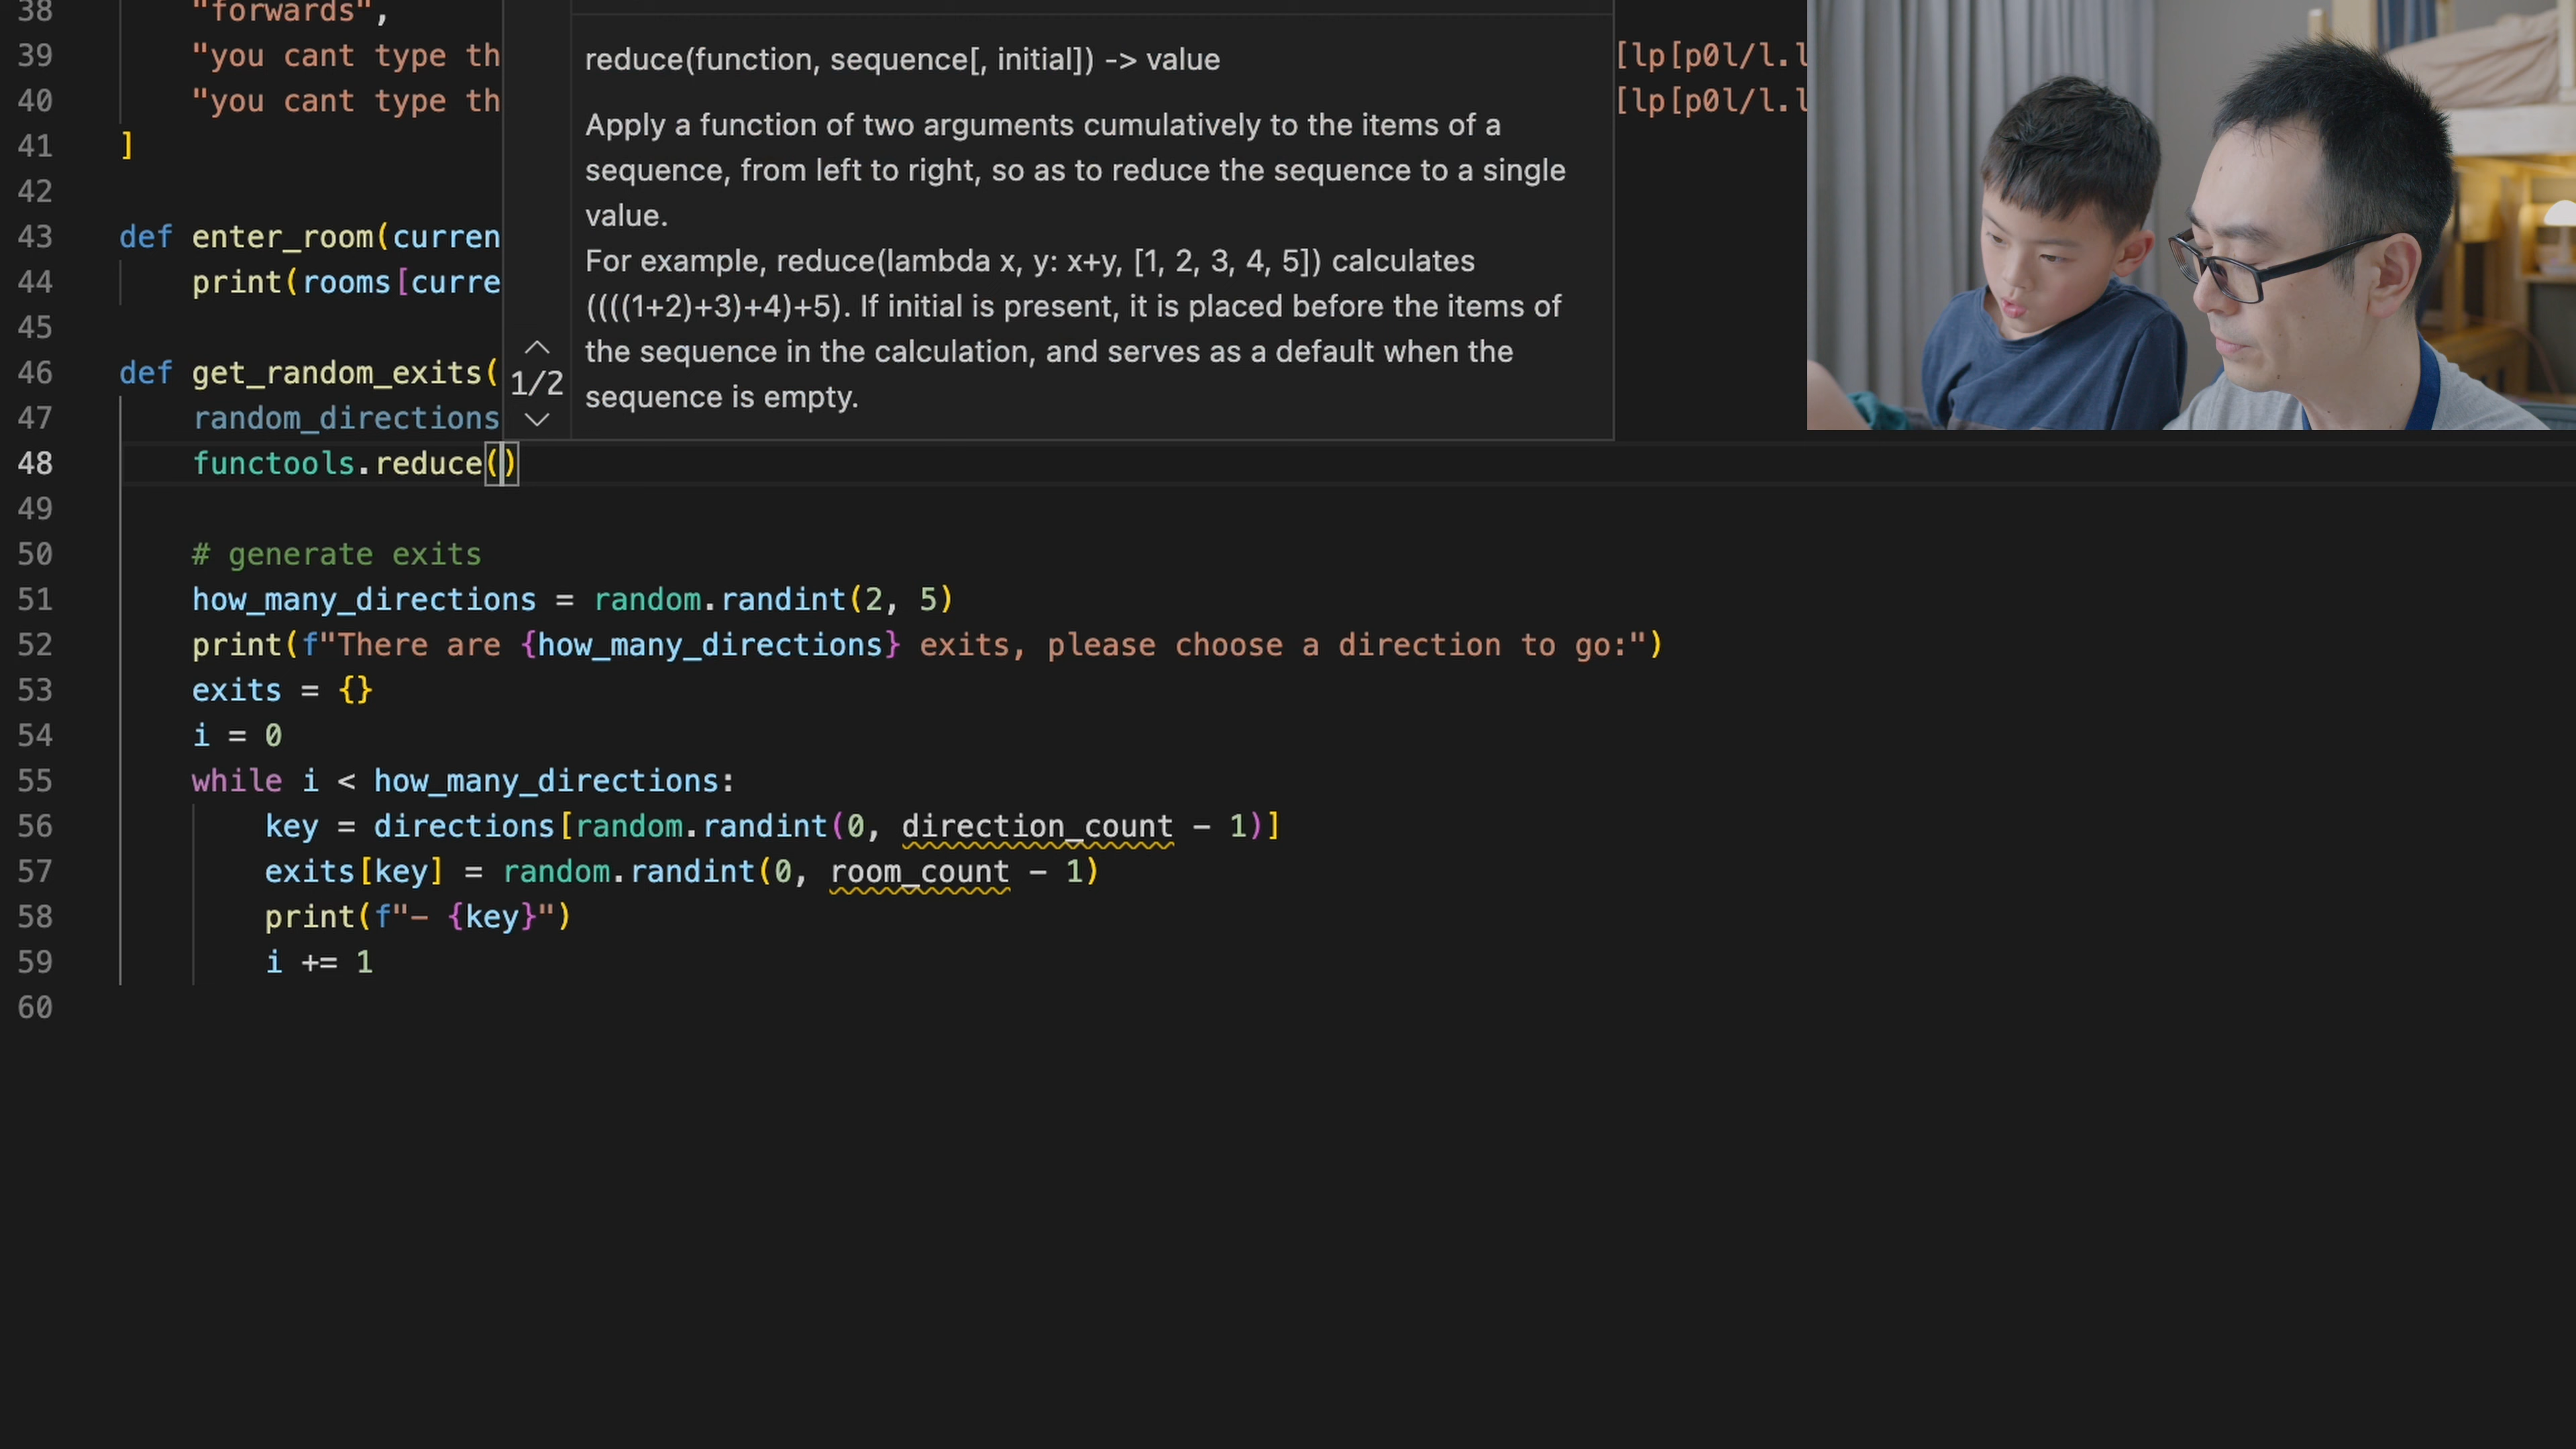 38 "forwards",
39 "you cant type th [lp[p0l/l.l
40 "you cant type th [lp[p0l/l.l
41 ]
42
43 def enter_room(curren
44 print(rooms[curre
45
46 def get_random_exits(
47 random_directions
48 functools.reduce()
49
50 # generate exits
51 how_many_directions = random.randint(2, 5)
52 print(f"There are {how_many_directions} exits, please choose a direction to go:")
53 exits = {}
54 i = 0
55 while i < how_many_directions:
56 key = directions[random.randint(0, direction_count - 1)]
57 exits[key] = random.randint(0, room_count - 1)
58 print(f"- {key}")
59 i += 1
60
1/2
reduce(function, sequence[, initial]) -> value
Apply a function of two arguments cumulatively to the items of a
sequence, from left to right, so as to reduce the sequence to a single
value.
For example, reduce(lambda x, y: x+y, [1, 2, 3, 4, 5]) calculates
((((1+2)+3)+4)+5). If initial is present, it is placed before the items of
the sequence in the calculation, and serves as a default when the
sequence is empty.